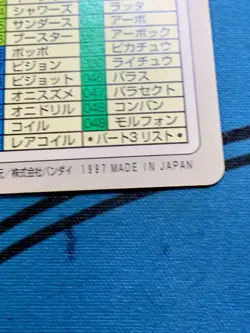 シャワーズ ラッタ
サンダース アーボ
ブースター アーボック
ポッポ ピカチュウ
ピジョン ライチュウ
ピジョット 046 パラス
オニスズメ 047 パラセクト
オニドリル 048 コンパン
コイル 049 モルフォン
レアコイル •パート3リスト•
/株式会社バンダイ 1997 MADE IN JAPAN